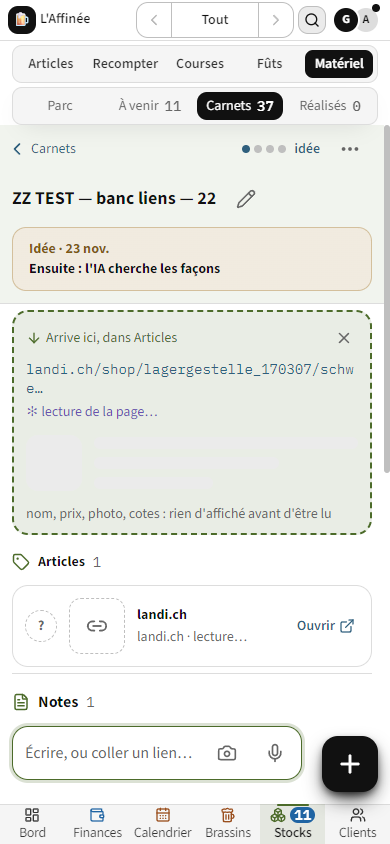 L'Affinée
Tout
G
A
Articles
Recompter
Courses
Fûts
Matériel
Parc
À venir 11
Carnets 37
Réalisés 0
Carnets
idée
ZZ TEST — banc liens — 22
Idée · 23 nov.
Ensuite : l'IA cherche les façons
Arrive ici, dans Articles
landi.ch/shop/lagergestelle_170307/schw
e…
lecture de la page…
nom, prix, photo, cotes : rien d'affiché avant d'être lu
Articles 1
?
landi.ch
landi.ch · lecture…
Ouvrir
Notes 1
Écrire, ou coller un lien…
11
Bord
Finances
Calendrier
Brassins
Stocks
Clients